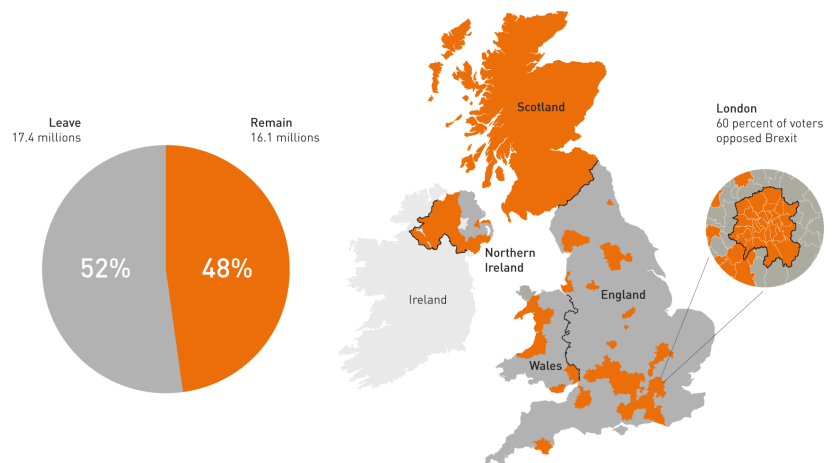 Leave
17.4 millions
Remain
16.1 millions
52%
48%
Scotland
Northern
Ireland
Ireland
England
Wales
London
60 percent of voters
opposed Brexit